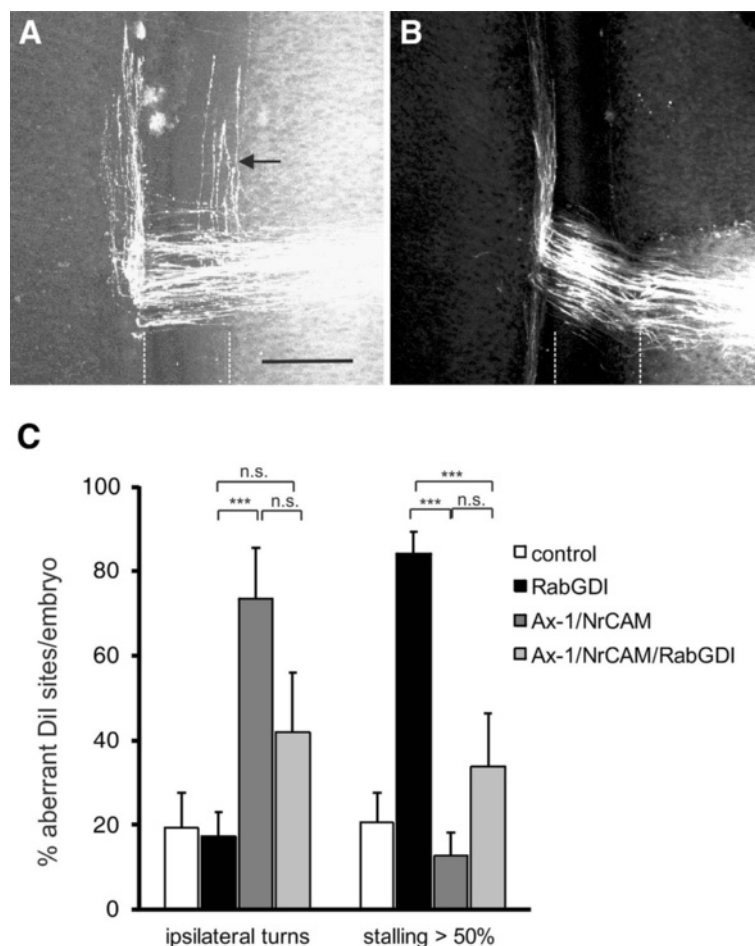 A
B
C
n.s.
***
n.s.
***
***
n.s.
100
80
60
40
20
0
% aberrant DiI sites/embryo
control
RabGDI
Ax-1/NrCAM
Ax-1/NrCAM/RabGDI
ipsilateral turns
stalling > 50%